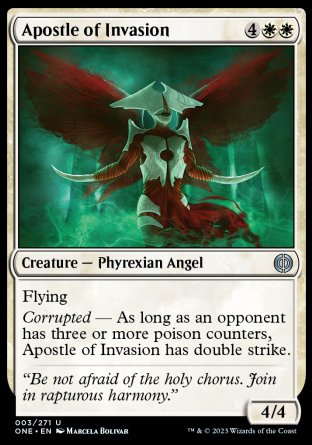 Apostle of Invasion 4
Creature — Phyrexian Angel
Flying
Corrupted — As long as an opponent
has three or more poison counters,
Apostle of Invasion has double strike.
“Be not afraid of the holy chorus. Join
in rapturous harmony.”
4/4
003/271 U
ONE • EN Marcela Bolivar
™ & © 2023 Wizards of the Coast